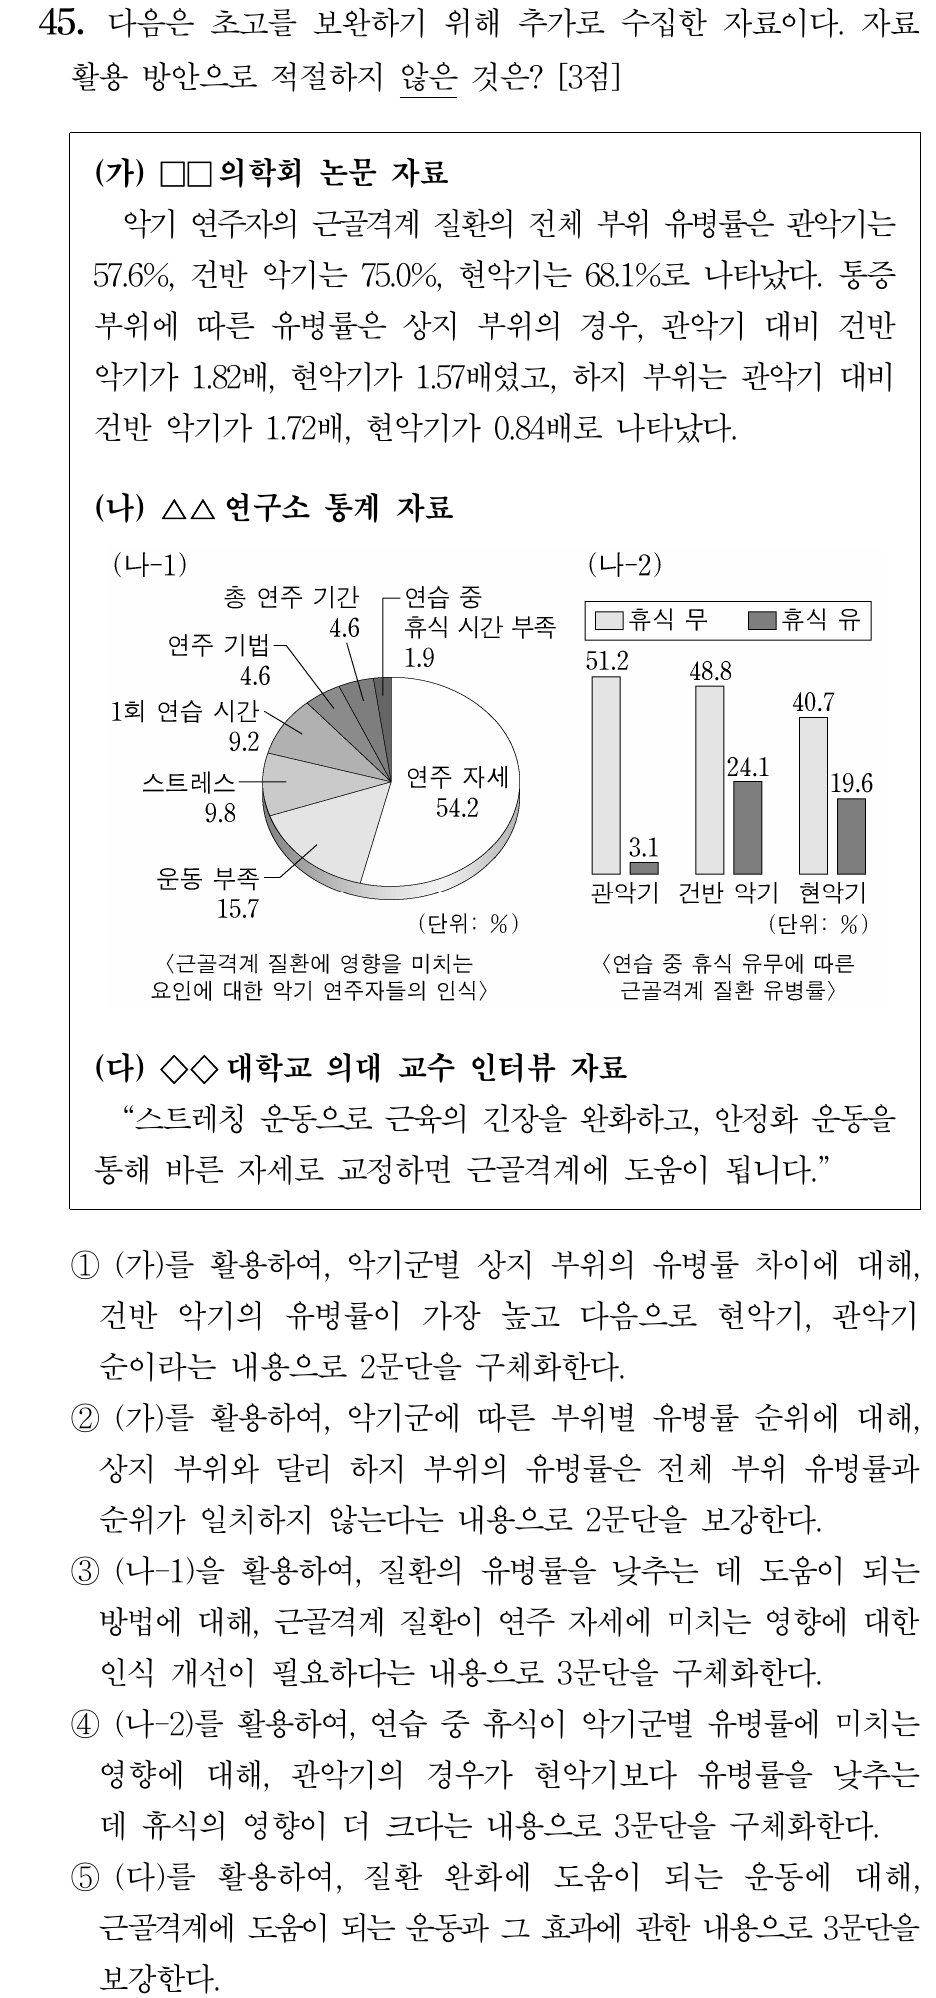 45. 다음은 초고를 보완하기 위해 추가로 수집한 자료이다. 자료
활용 방안으로 적절하지 않은 것은? [3점]
(가) □□의학회 논문 자료
악기 연주자의 근골격계 질환의 전체 부위 유병률은 관악기는
57.6%, 건반 악기는 75.0%, 현악기는 68.1%로 나타났다. 통증
부위에 따른 유병률은 상지 부위의 경우, 관악기 대비 건반
악기가 1.82배, 현악기가 1.57배였고, 하지 부위는 관악기 대비
건반 악기가 1.72배, 현악기가 0.84배로 나타났다.
(나) △△연구소 통계 자료
(나-1)
총 연주 기간
4.6
연습 중
휴식 시간 부족
1.9
연주 기법
4.6
1회 연습 시간
9.2
스트레스
9.8
운동 부족
15.7
연주 자세
54.2
(단위: %)
〈근골격계 질환에 영향을 미치는
요인에 대한 악기 연주자들의 인식〉
(나-2)
휴식 무 휴식 유
51.2
3.1
48.8
24.1
40.7
19.6
관악기 건반 악기 현악기
(단위: %)
〈연습 중 휴식 유무에 따른
근골격계 질환 유병률〉
(다) ◇◇대학교 의대 교수 인터뷰 자료
“스트레칭 운동으로 근육의 긴장을 완화하고, 안정화 운동을
통해 바른 자세로 교정하면 근골격계에 도움이 됩니다.”
① (가)를 활용하여, 악기군별 상지 부위의 유병률 차이에 대해,
건반 악기의 유병률이 가장 높고 다음으로 현악기, 관악기
순이라는 내용으로 2문단을 구체화한다.
② (가)를 활용하여, 악기군에 따른 부위별 유병률 순위에 대해,
상지 부위와 달리 하지 부위의 유병률은 전체 부위 유병률과
순위가 일치하지 않는다는 내용으로 2문단을 보강한다.
③ (나-1)을 활용하여, 질환의 유병률을 낮추는 데 도움이 되는
방법에 대해, 근골격계 질환이 연주 자세에 미치는 영향에 대한
인식 개선이 필요하다는 내용으로 3문단을 구체화한다.
④ (나-2)를 활용하여, 연습 중 휴식이 악기군별 유병률에 미치는
영향에 대해, 관악기의 경우가 현악기보다 유병률을 낮추는
데 휴식의 영향이 더 크다는 내용으로 3문단을 구체화한다.
⑤ (다)를 활용하여, 질환 완화에 도움이 되는 운동에 대해,
근골격계에 도움이 되는 운동과 그 효과에 관한 내용으로 3문단을
보강한다.